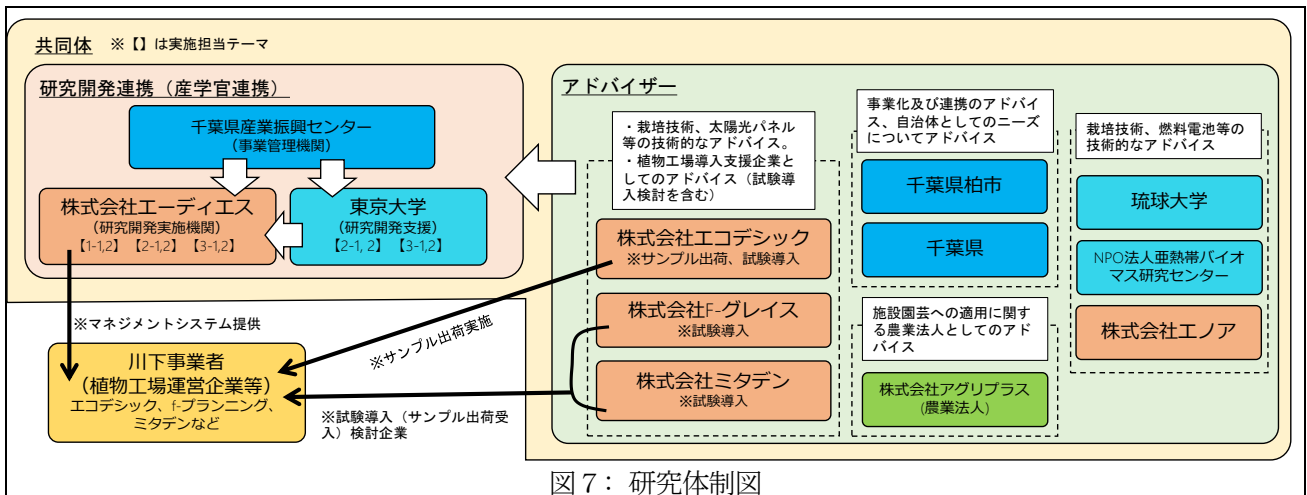 共同体 ※【】は実施担当テーマ
研究開発連携（産学官連携）
千葉県産業振興センター
（事業管理機関）
株式会社エーディエス
（研究開発実施機関）
【1-1,2】 【2-1,2】 【3-1,2】
東京大学
（研究開発支援）
【2-1, 2】 【3-1,2】
※マネジメントシステム提供
川下事業者
（植物工場運営企業等）
エコデシック、f-プランニング、
ミタデンなど
※サンプル出荷実施
※試験導入（サンプル出荷受
入）検討企業
アドバイザー
・栽培技術、太陽光パネル
等の技術的なアドバイス。
・植物工場導入支援企業と
してのアドバイス（試験導
入検討を含む）
株式会社エコデシック
※サンプル出荷、試験導入
株式会社F-グレイス
※試験導入
株式会社ミタデン
※試験導入
事業化及び連携のアドバイ
ス、自治体としてのニーズ
についてアドバイス
千葉県柏市
千葉県
施設園芸への適用に関す
る農業法人としてのアド
バイス
株式会社アグリプラス
(農業法人)
栽培技術、燃料電池等の
技術的なアドバイス
琉球大学
NPO法人亜熱帯バイオ
マス研究センター
株式会社エノア
図７： 研究体制図